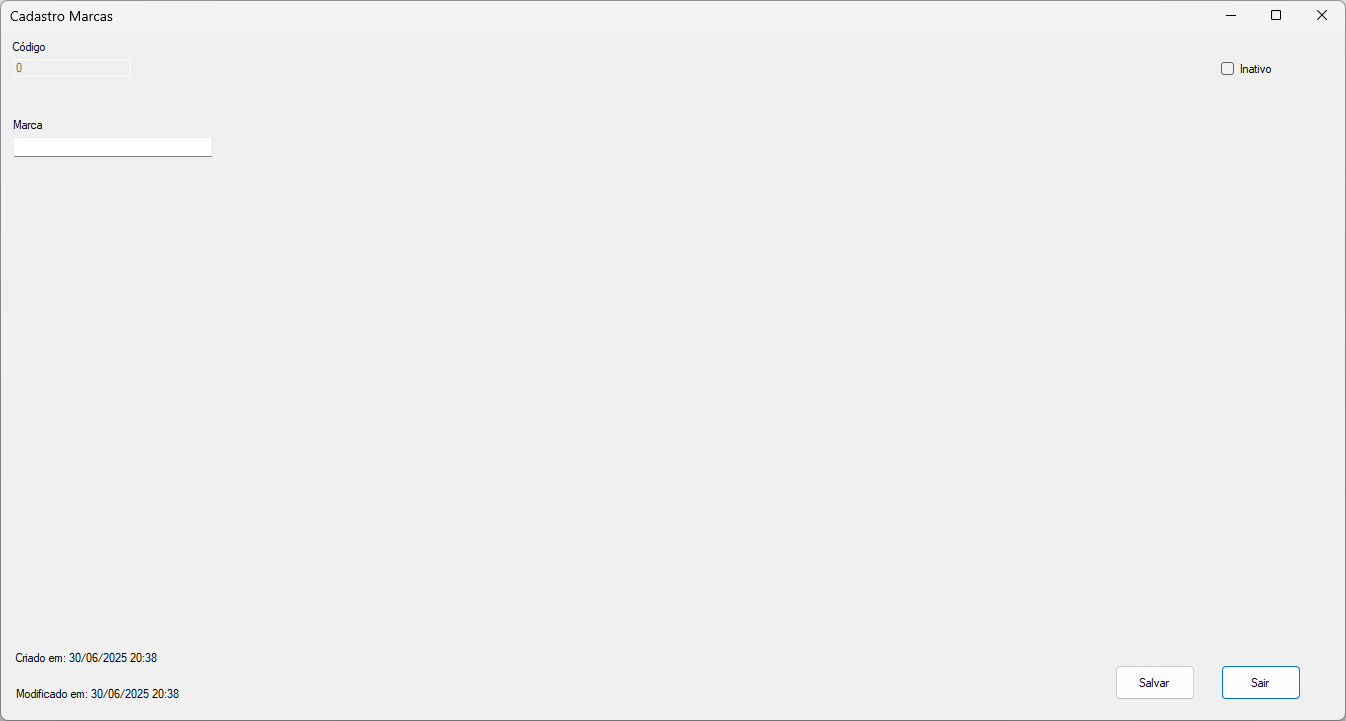 Cadastro Marcas
Código
0
Inativo
Marca
Criado em: 30/06/2025 20:38
Modificado em: 30/06/2025 20:38
Salvar
Sair